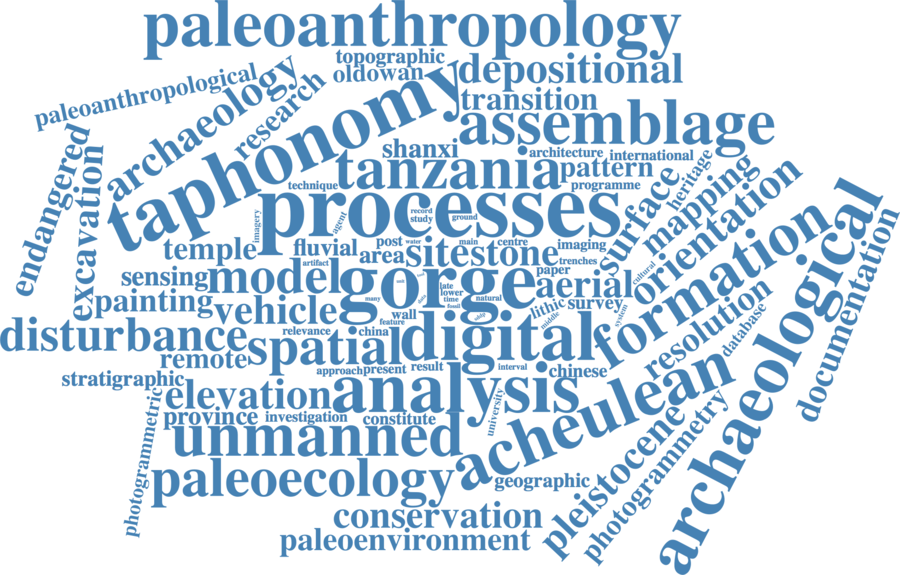 paleoanthropology
topographic
oldowan
depositional
paleoanthropological
archaeology
research
taphonomy
transition
assemblage
shanxi
architecture
international
tanzania
pattern
heritage
endangered
excavation
technique
programme
processes
surface
mapping
orientation
imagery
agent
record
study
ground
temple
fluvial
post
water
main
centre
imaging
area
site
stone
trenches
artifact
sensing
model
gorge
paper
aerial
cultural
formation
archaeological
documentation
painting
vehicle
many
late
lower
time
natural
fossil
lithic
survey
system
middle
wall
feature
disturbance
relevance
china
digital
resolution
database
remote
spatial
approach
present
result
interval
chinese
stratigraphic
elevation
analysis
acheulean
university
province
investigation
constitute
photogrammetric
unmanned
pleistocene
photogrammetry
paleoecology
geographic
conservation
paleoenvironment